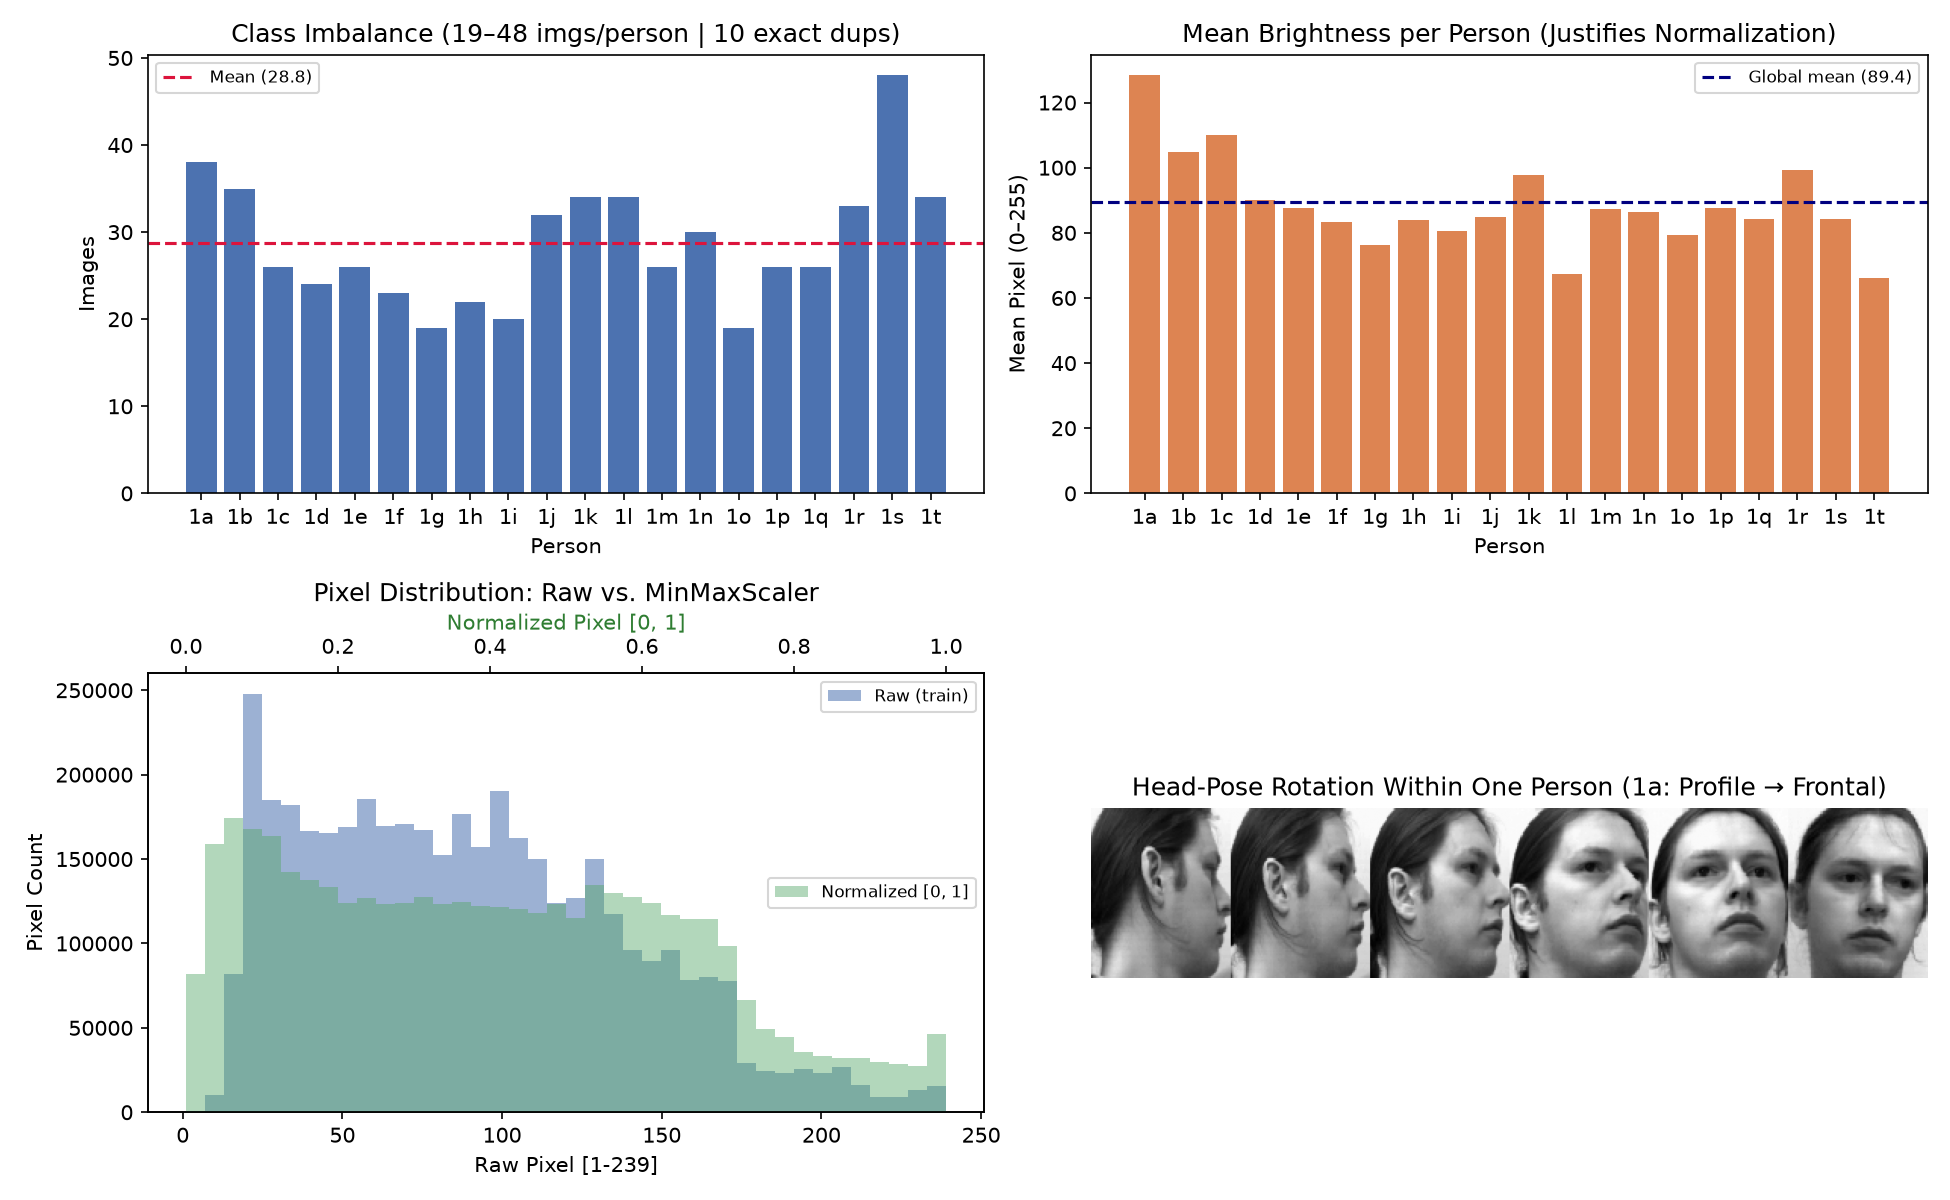 Class Imbalance (19–48 imgs/person | 10 exact dups)
Mean (28.8)
Images
50
40
30
20
10
0
1a 1b 1c 1d 1e 1f 1g 1h 1i 1j 1k 1l 1m 1n 1o 1p 1q 1r 1s 1t
Person
Mean Brightness per Person (Justifies Normalization)
Global mean (89.4)
Mean Pixel (0–255)
120
100
80
60
40
20
0
1a 1b 1c 1d 1e 1f 1g 1h 1i 1j 1k 1l 1m 1n 1o 1p 1q 1r 1s 1t
Person
Pixel Distribution: Raw vs. MinMaxScaler
Normalized Pixel [0, 1]
0.0 0.2 0.4 0.6 0.8 1.0
Raw (train)
Normalized [0, 1]
Pixel Count
250000
200000
150000
100000
50000
0
0 50 100 150 200 250
Raw Pixel [1-239]
Head-Pose Rotation Within One Person (1a: Profile → Frontal)